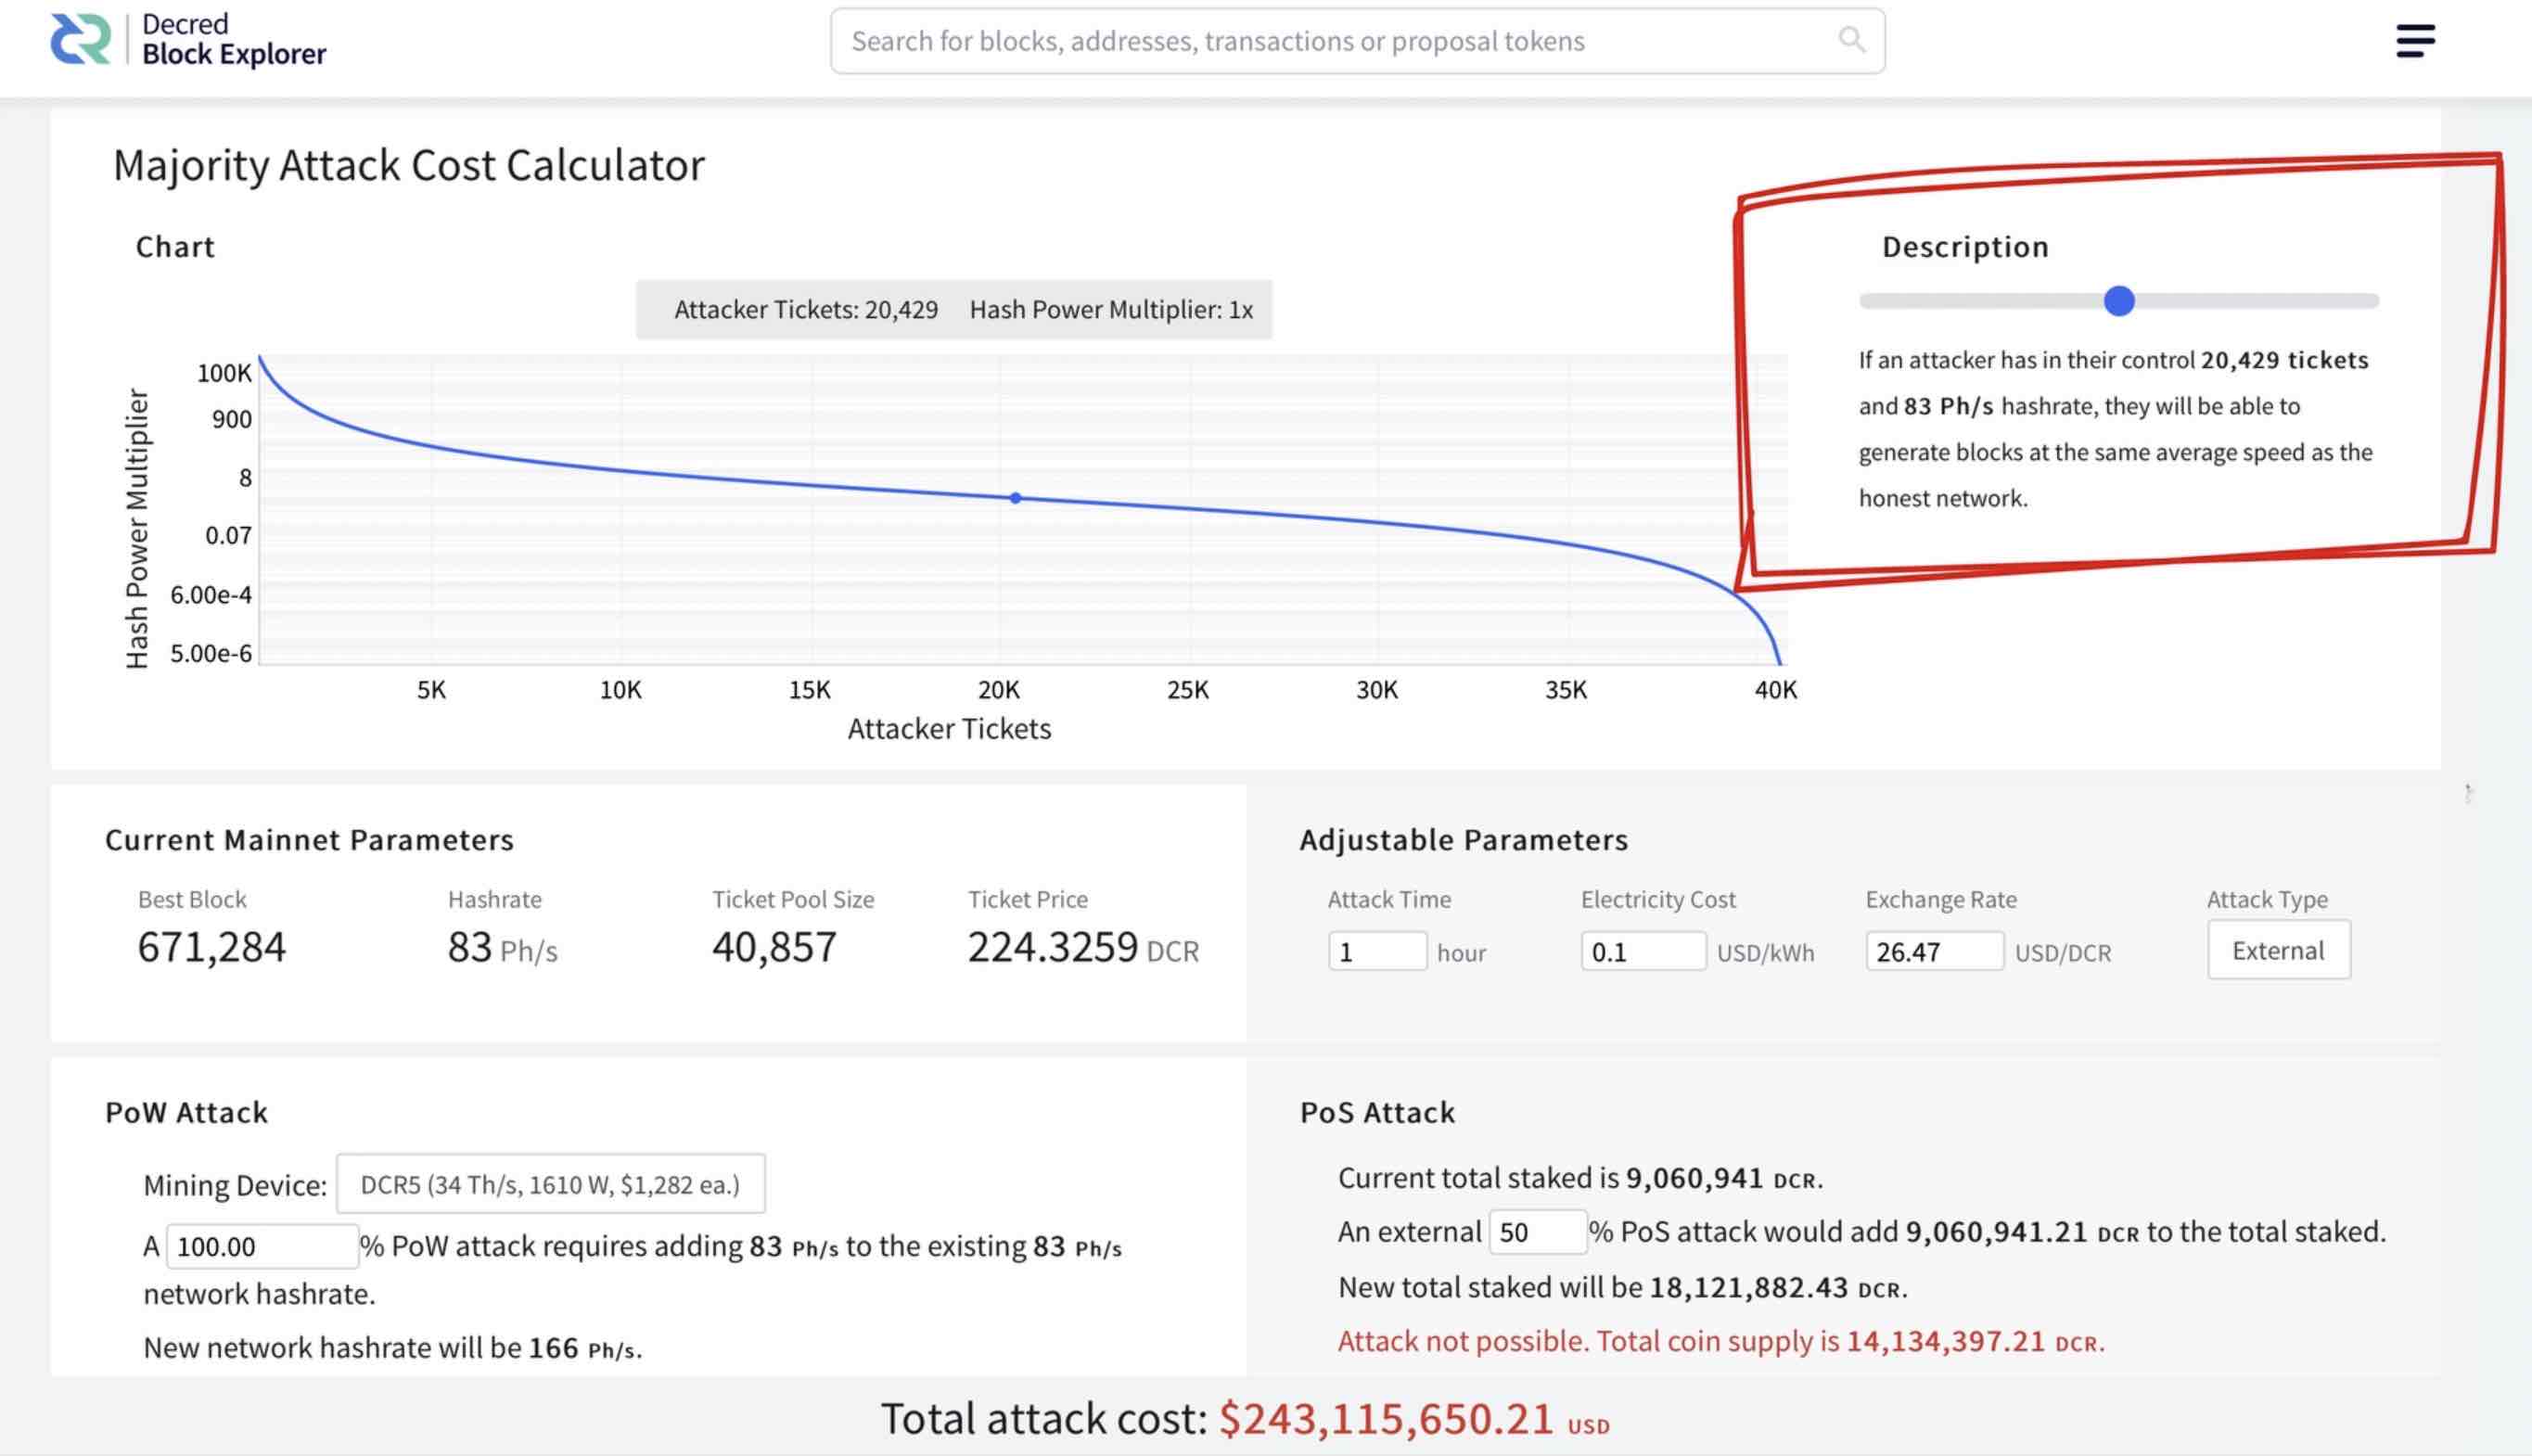 Decred
Block Explorer
Search for blocks, addresses, transactions or proposal tokens
Majority Attack Cost Calculator
Chart
Attacker Tickets: 20,429 Hash Power Multiplier: 1x
Hash Power Multiplier
100K
900
8
0.07
6.00e-4
5.00e-6
5K 10K 15K 20K 25K 30K 35K 40K
Attacker Tickets
Description
If an attacker has in their control 20,429 tickets
and 83 Ph/s hashrate, they will be able to
generate blocks at the same average speed as the
honest network.
Current Mainnet Parameters
Best Block Hashrate Ticket Pool Size Ticket Price
671,284 83 Ph/s 40,857 224.3259 DCR
Adjustable Parameters
Attack Time Electricity Cost Exchange Rate Attack Type
1 hour 0.1 USD/kWh 26.47 USD/DCR External
PoW Attack
Mining Device: DCR5 (34 Th/s, 1610 W, $1,282 ea.)
A 100.00 % PoW attack requires adding 83 Ph/s to the existing 83 Ph/s
network hashrate.
New network hashrate will be 166 Ph/s.
PoS Attack
Current total staked is 9,060,941 DCR.
An external 50 % PoS attack would add 9,060,941.21 DCR to the total staked.
New total staked will be 18,121,882.43 DCR.
Attack not possible. Total coin supply is 14,134,397.21 DCR.
Total attack cost: $243,115,650.21 USD